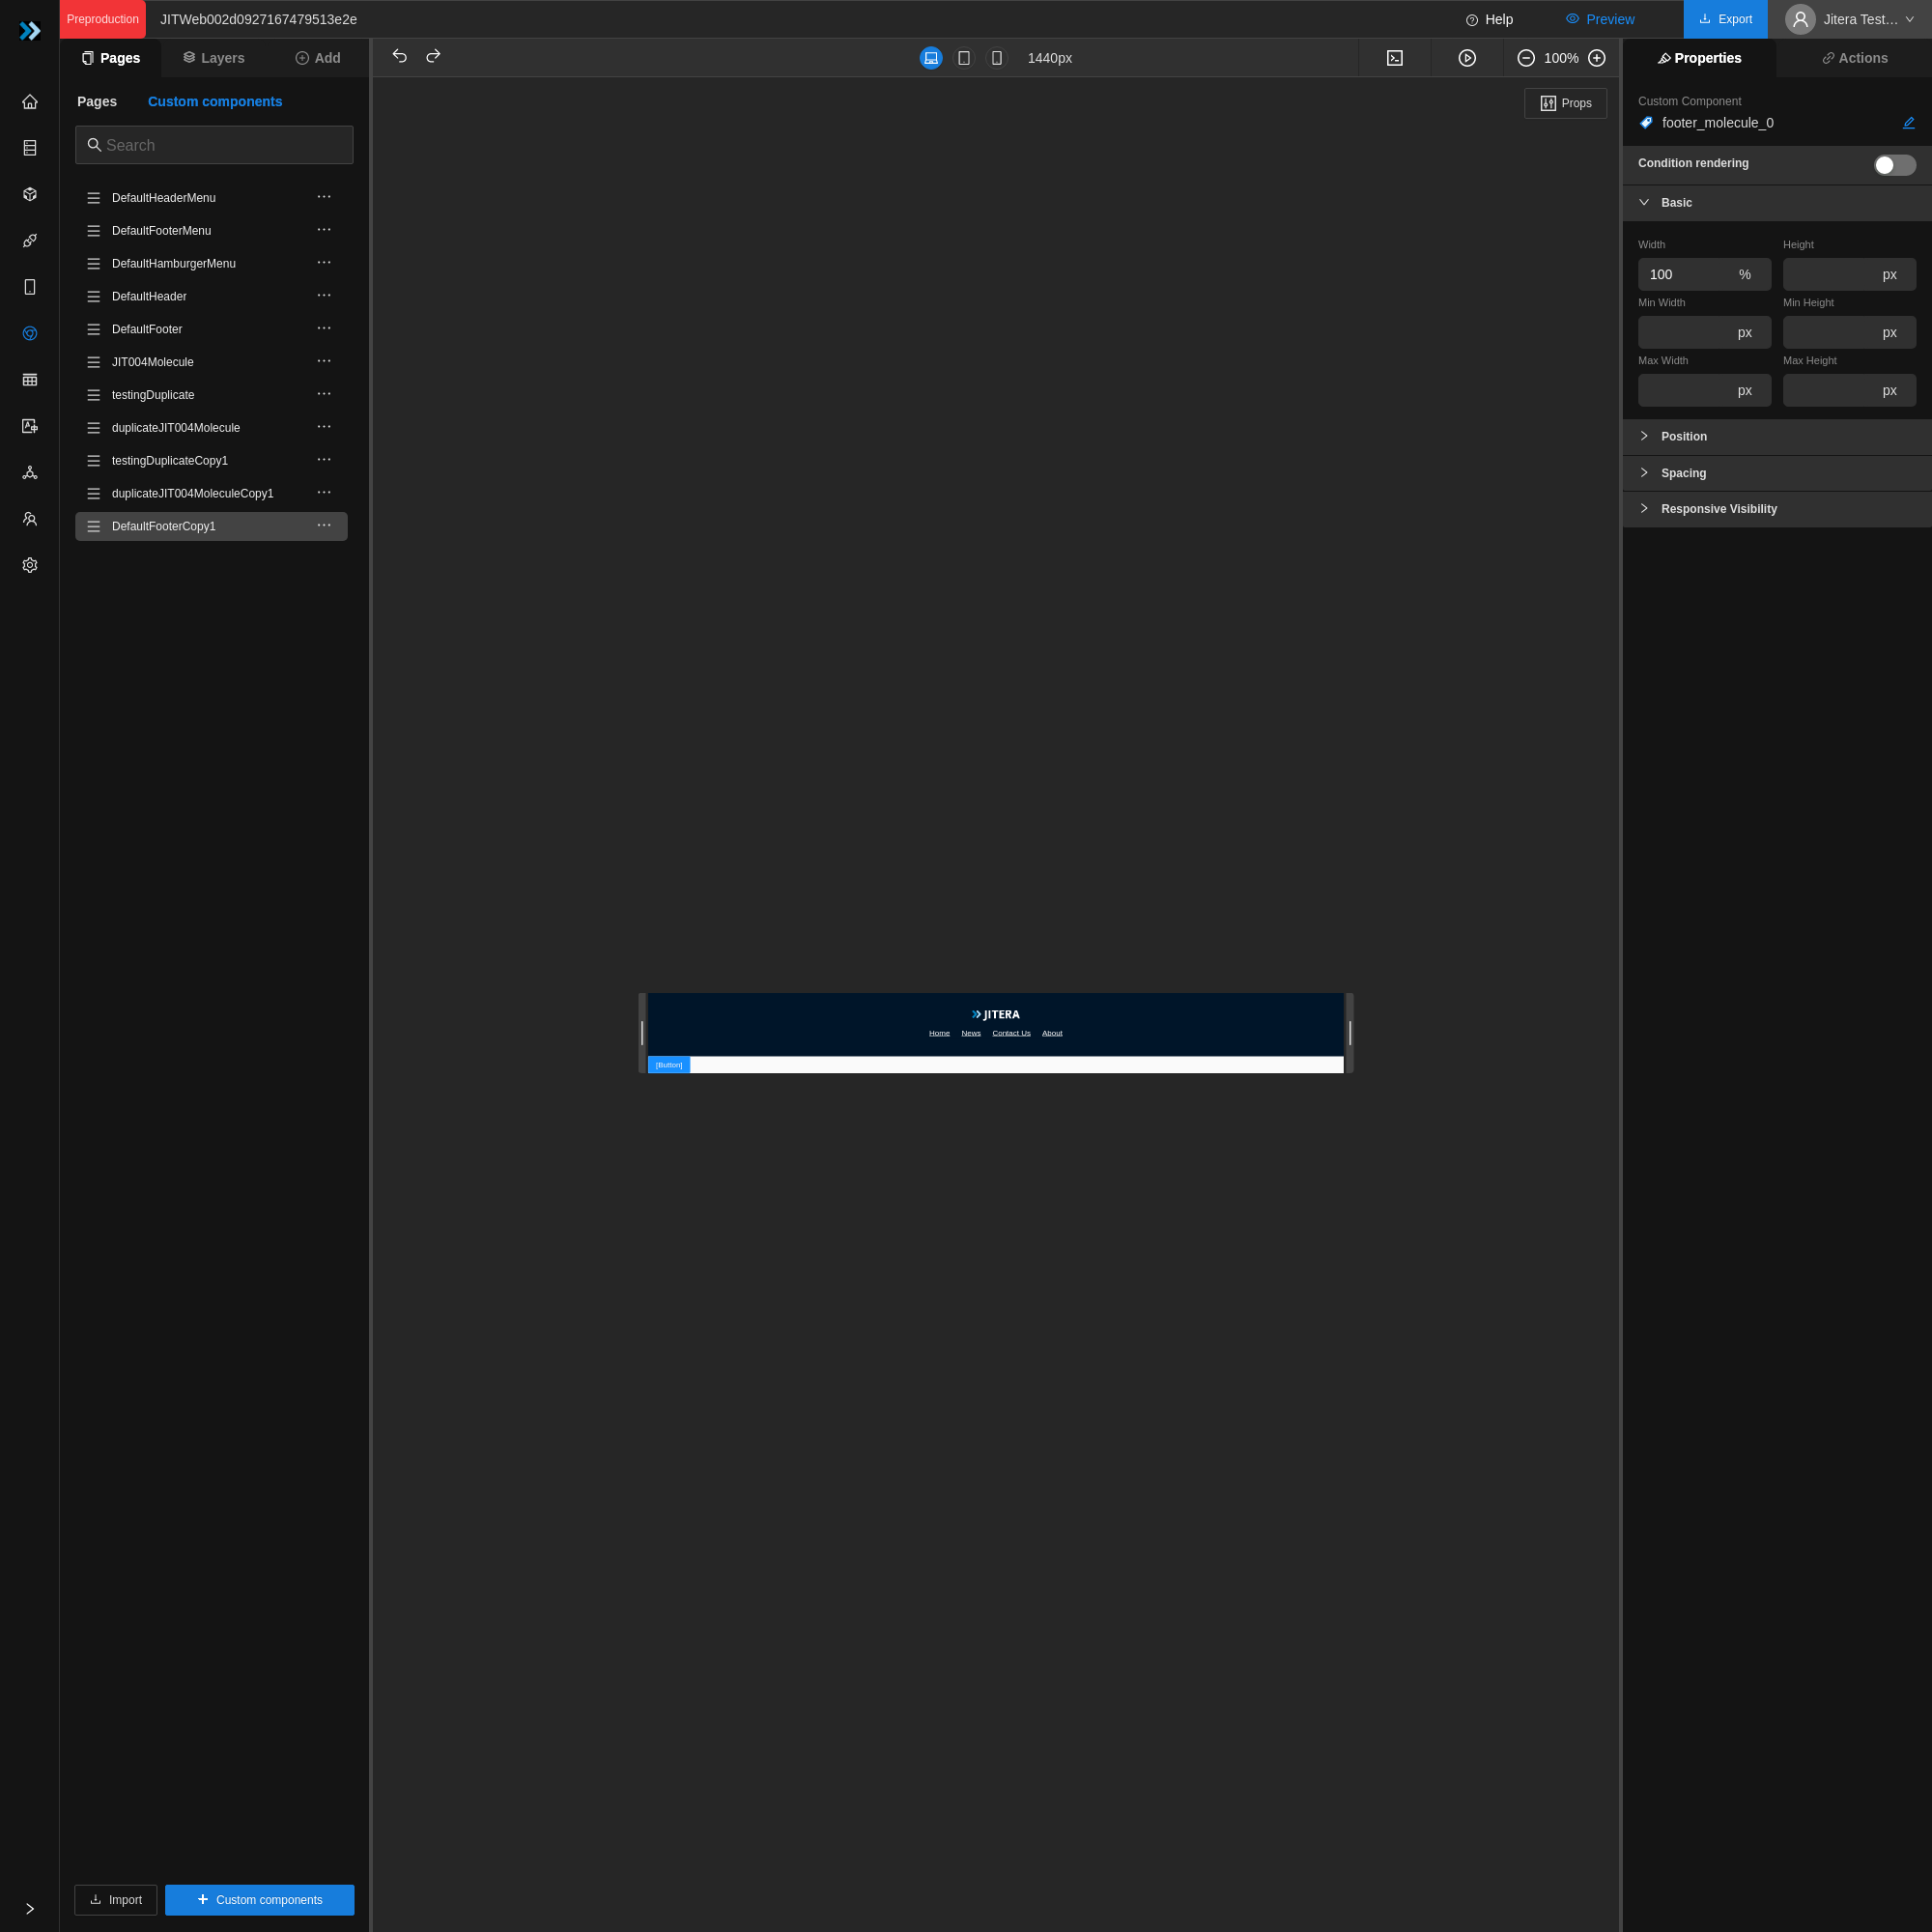 Preproduction
JITWeb002d0927167479513e2e
Help
Preview
Export
Jitera Test…
Pages
Layers
Add
1440px
100%
Properties
Actions
Pages
Custom components
Search
DefaultHeaderMenu
DefaultFooterMenu
DefaultHamburgerMenu
DefaultHeader
DefaultFooter
JIT004Molecule
testingDuplicate
duplicateJIT004Molecule
testingDuplicateCopy1
duplicateJIT004MoleculeCopy1
DefaultFooterCopy1
Import
Custom components
Props
JITERA
Home News Contact Us About
[Button]
Custom Component
footer_molecule_0
Condition rendering
Basic
Width Height
100 % px
Min Width Min Height
px px
Max Width Max Height
px px
Position
Spacing
Responsive Visibility